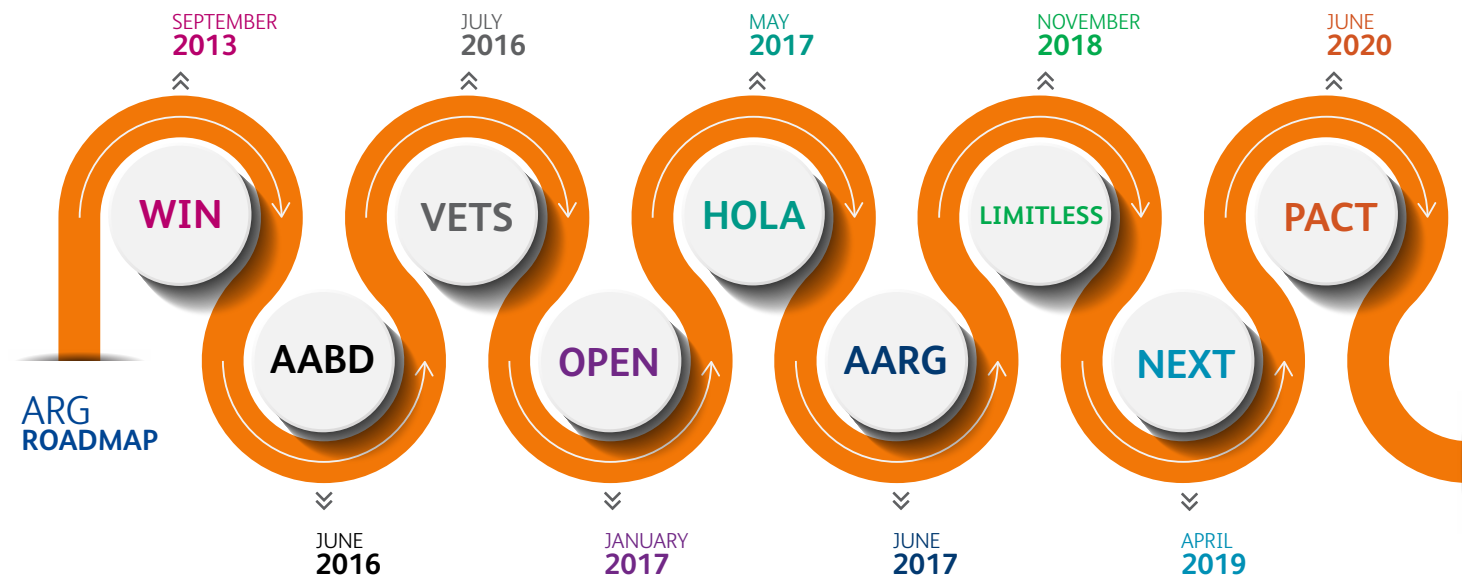 SEPTEMBER
2013
JULY
2016
MAY
2017
NOVEMBER
2018
JUNE
2020
WIN
VETS
HOLA
LIMITLESS
PACT
AABD
OPEN
AARG
NEXT
ARG
ROADMAP
JUNE
2016
JANUARY
2017
JUNE
2017
APRIL
2019